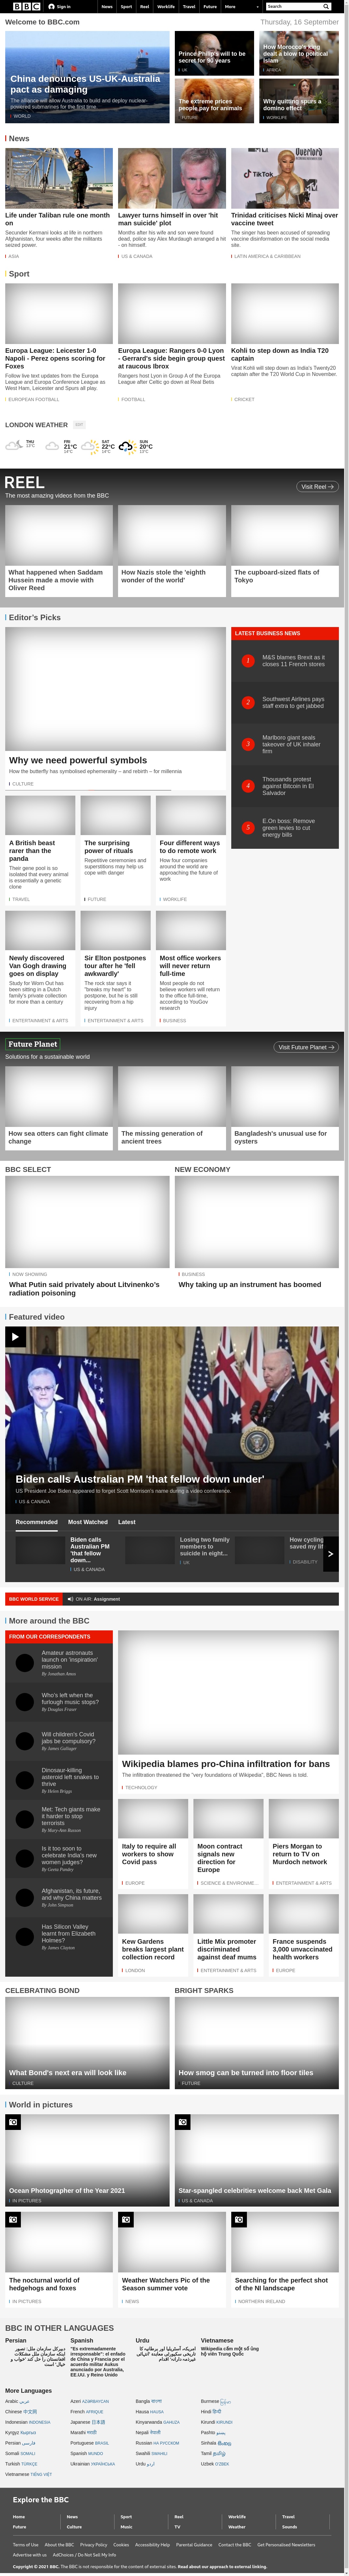 BBC
Sign in
News
Sport
Reel
Worklife
Travel
Future
More
Search
Welcome to BBC.com
Thursday, 16 September
China denounces US-UK-Australia pact as damaging
The alliance will allow Australia to build and deploy nuclear-powered submarines for the first time.
WORLD
Prince Philip's will to be secret for 90 years
UK
How Morocco's king dealt a blow to political Islam
AFRICA
The extreme prices people pay for animals
FUTURE
Why quitting spurs a domino effect
WORKLIFE
News
Life under Taliban rule one month on
Secunder Kermani looks at life in northern Afghanistan, four weeks after the militants seized power.
ASIA
Lawyer turns himself in over 'hit man suicide' plot
Months after his wife and son were found dead, police say Alex Murdaugh arranged a hit - on himself.
US & CANADA
Trinidad criticises Nicki Minaj over vaccine tweet
The singer has been accused of spreading vaccine disinformation on the social media site.
LATIN AMERICA & CARIBBEAN
Sport
Europa League: Leicester 1-0 Napoli - Perez opens scoring for Foxes
Follow live text updates from the Europa League and Europa Conference League as West Ham, Leicester and Spurs all play.
EUROPEAN FOOTBALL
Europa League: Rangers 0-0 Lyon - Gerrard's side begin group quest at raucous Ibrox
Rangers host Lyon in Group A of the Europa League after Celtic go down at Real Betis
FOOTBALL
Kohli to step down as India T20 captain
Virat Kohli will step down as India's Twenty20 captain after the T20 World Cup in November.
CRICKET
LONDON WEATHER
EDIT
THU
13°C
FRI
21°C
14°C
SAT
22°C
14°C
SUN
20°C
13°C
REEL
Visit Reel
The most amazing videos from the BBC
What happened when Saddam Hussein made a movie with Oliver Reed
How Nazis stole the 'eighth wonder of the world'
The cupboard-sized flats of Tokyo
Editor's Picks
Why we need powerful symbols
How the butterfly has symbolised ephemerality – and rebirth – for millennia
CULTURE
A British beast rarer than the panda
Their gene pool is so isolated that every animal is essentially a genetic clone
TRAVEL
The surprising power of rituals
Repetitive ceremonies and superstitions may help us cope with danger
FUTURE
Four different ways to do remote work
How four companies around the world are approaching the future of work
WORKLIFE
Newly discovered Van Gogh drawing goes on display
Study for Worn Out has been sitting in a Dutch family's private collection for more than a century
ENTERTAINMENT & ARTS
Sir Elton postpones tour after he 'fell awkwardly'
The rock star says it "breaks my heart" to postpone, but he is still recovering from a hip injury
ENTERTAINMENT & ARTS
Most office workers will never return full-time
Most people do not believe workers will return to the office full-time, according to YouGov research
BUSINESS
LATEST BUSINESS NEWS
1
M&S blames Brexit as it closes 11 French stores
2
Southwest Airlines pays staff extra to get jabbed
3
Marlboro giant seals takeover of UK inhaler firm
4
Thousands protest against Bitcoin in El Salvador
5
E.On boss: Remove green levies to cut energy bills
Future Planet
Visit Future Planet
Solutions for a sustainable world
How sea otters can fight climate change
The missing generation of ancient trees
Bangladesh's unusual use for oysters
BBC SELECT
NOW SHOWING
What Putin said privately about Litvinenko's radiation poisoning
NEW ECONOMY
BUSINESS
Why taking up an instrument has boomed
Featured video
Biden calls Australian PM 'that fellow down under'
US President Joe Biden appeared to forget Scott Morrison's name during a video conference.
US & CANADA
Recommended
Most Watched
Latest
Biden calls Australian PM 'that fellow down...
US & CANADA
Losing two family members to suicide in eight...
UK
How cycling saved my
DISABILITY
BBC WORLD SERVICE
ON AIR: Assignment
More around the BBC
FROM OUR CORRESPONDENTS
Amazon astronauts launch on 'inspiration' mission
By Jonathan Amos
Who's left when the furlough music stops?
By Douglas Fraser
Will children's Covid jabs be compulsory?
By James Gallagher
Dinosaur-killing asteroid left snakes to thrive
By Helen Briggs
Met: Tech giants make it harder to stop terrorists
Is it too soon to celebrate India's new women judges?
By Geeta Pandey
Afghanistan, its future, and why China matters
By John Simpson
Has Silicon Valley learnt from Elizabeth Holmes?
By James Clayton
Wikipedia blames pro-China infiltration for bans
The infiltration threatened the "very foundations of Wikipedia", BBC News is told.
TECHNOLOGY
Italy to require all workers to show Covid pass
EUROPE
Moon contract signals new direction for Europe
SCIENCE & ENVIRONME...
Piers Morgan to return to TV on Murdoch network
ENTERTAINMENT & ARTS
Kew Gardens breaks largest plant collection record
LONDON
Little Mix promoter discriminated against deaf mums
ENTERTAINMENT & ARTS
France suspends 3,000 unvaccinated health workers
EUROPE
CELEBRATING BOND
What Bond's next era will look like
CULTURE
BRIGHT SPARKS
How smog can be turned into floor tiles
FUTURE
World in pictures
Ocean Photographer of the Year 2021
IN PICTURES
Star-spangled celebrities welcome back Met Gala
US & CANADA
The nocturnal world of hedgehogs and foxes
IN PICTURES
Weather Watchers Pic of the Season summer vote
NEWS
Searching for the perfect shot of the NI landscape
NORTHERN IRELAND
BBC IN OTHER LANGUAGES
Persian
Spanish
"Es extremadamente irresponsable": el enfado de China y Francia por el acuerdo militar Aukus anunciado por Australia, EE.UU. y Reino Unido
Urdu
Vietnamese
Wikipedia cấm một số ông hộ viên Trung Quốc
More Languages
Arabic عربي
Azeri AZƏRBAYCAN
Bangla বাংলা
Burmese
Chinese 中文网
French AFRIQUE
Hausa HAUSA
Hindi हिन्दी
Indonesian INDONESIA
Japanese 日本語
Kinyarwanda GAHUZA
Kirundi KIRUNDI
Kyrgyz Кыргыз
Marathi मराठी
Nepali नेपाली
Pashto پښتو
Persian فارسی
Portuguese BRASIL
Russian НА РУССКОМ
Sinhala සිංහල
Somali SOMALI
Spanish MUNDO
Swahili SWAHILI
Tamil தமிழ்
Turkish TÜRKÇE
Ukrainian УКРАЇНСЬКА
Urdu اردو
Uzbek O'ZBEK
Vietnamese TIẾNG VIỆT
Explore the BBC
Home
News
Sport
Reel
Worklife
Travel
Future
Culture
Music
TV
Weather
Sounds
Terms of Use
About the BBC
Privacy Policy
Cookies
Accessibility Help
Parental Guidance
Contact the BBC
Get Personalised Newsletters
Advertise with us
AdChoices / Do Not Sell My Info
Copyright © 2021 BBC. The BBC is not responsible for the content of external sites. Read about our approach to external linking.